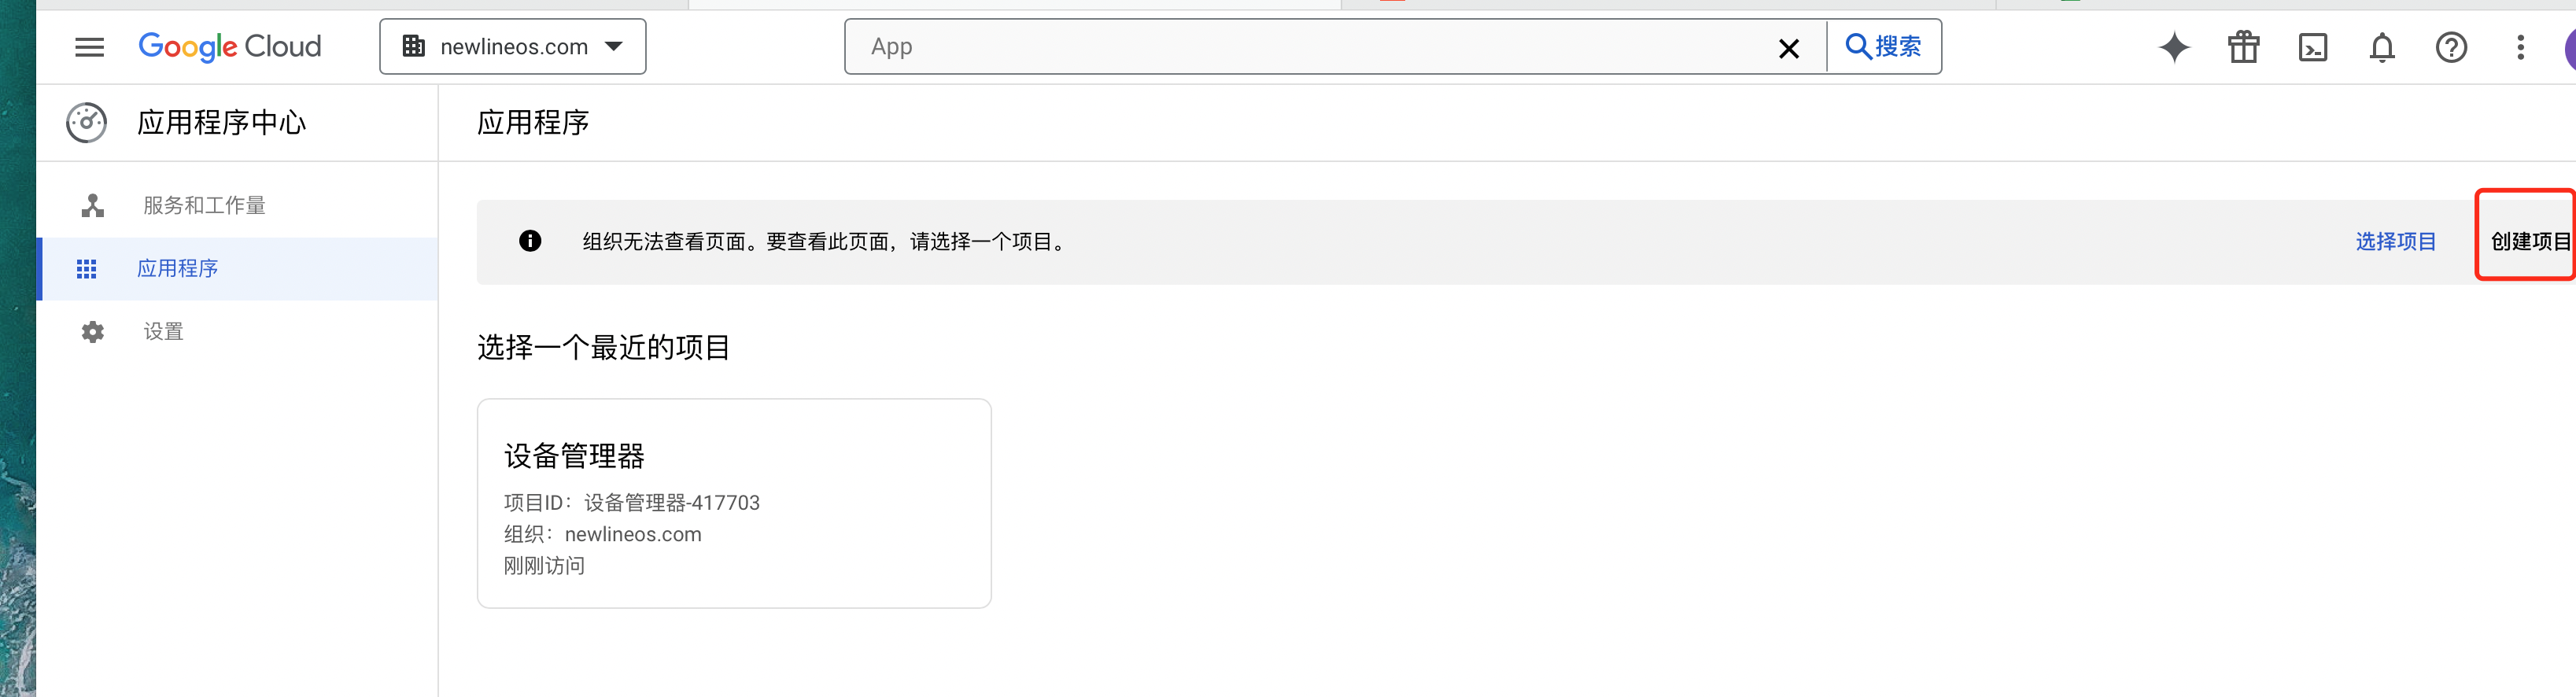 Google Cloud
newlineos.com
App
搜索
应用程序中心
应用程序
服务和工作量
应用程序
设置
组织无法查看页面。要查看此页面，请选择一个项目。
选择项目
创建项目
选择一个最近的项目
设备管理器
项目ID：设备管理器-417703
组织：newlineos.com
刚刚访问